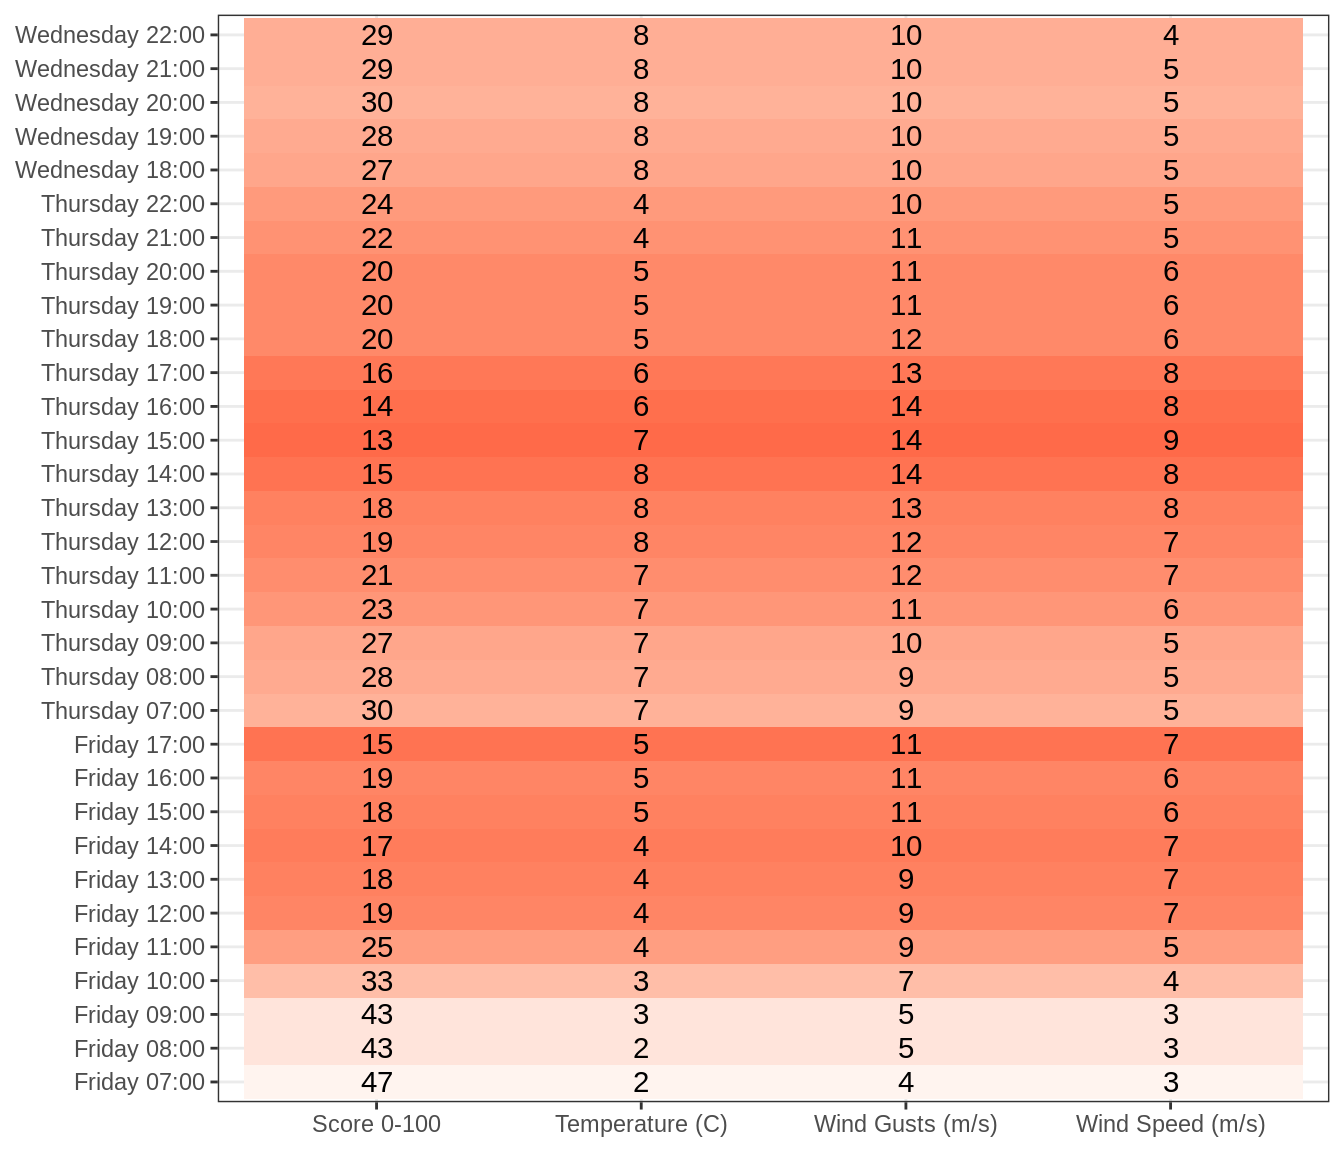 Wednesday 22:00 29 8 10 4
Wednesday 21:00 29 8 10 5
Wednesday 20:00 30 8 10 5
Wednesday 19:00 28 8 10 5
Wednesday 18:00 27 8 10 5
Thursday 22:00 24 4 10 5
Thursday 21:00 22 4 11 5
Thursday 20:00 20 5 11 6
Thursday 19:00 20 5 11 6
Thursday 18:00 20 5 12 6
Thursday 17:00 16 6 13 8
Thursday 16:00 14 6 14 8
Thursday 15:00 13 7 14 9
Thursday 14:00 15 8 14 8
Thursday 13:00 18 8 13 8
Thursday 12:00 19 8 12 7
Thursday 11:00 21 7 12 7
Thursday 10:00 23 7 11 6
Thursday 09:00 27 7 10 5
Thursday 08:00 28 7 9 5
Thursday 07:00 30 7 9 5
Friday 17:00 15 5 11 7
Friday 16:00 19 5 11 6
Friday 15:00 18 5 11 6
Friday 14:00 17 4 10 7
Friday 13:00 18 4 9 7
Friday 12:00 19 4 9 7
Friday 11:00 25 4 9 5
Friday 10:00 33 3 7 4
Friday 09:00 43 3 5 3
Friday 08:00 43 2 5 3
Friday 07:00 47 2 4 3
Score 0-100 Temperature (C) Wind Gusts (m/s) Wind Speed (m/s)